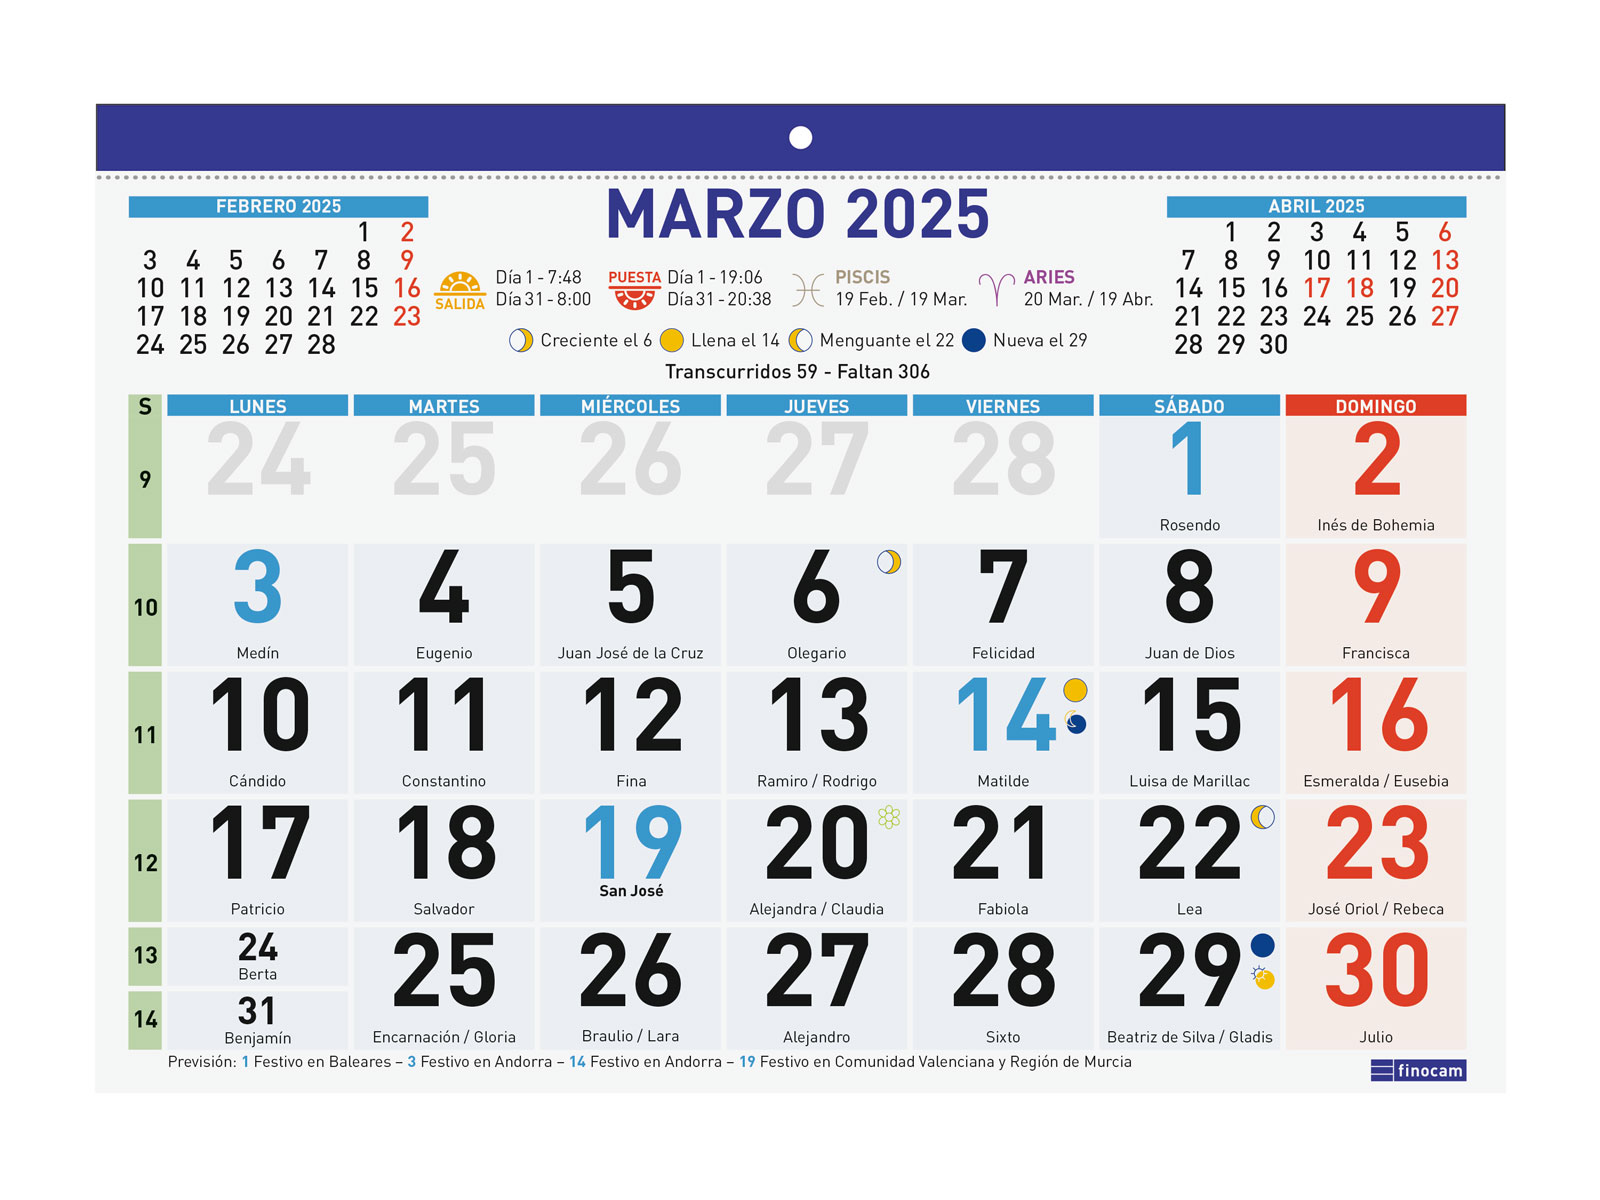 MARZO 2025
FEBRERO 2025
1 2
3 4 5 6 7 8 9
10 11 12 13 14 15 16
17 18 19 20 21 22 23
24 25 26 27 28
SALIDA
Día 1 - 7:48
Día 31 - 8:00
PUESTA
Día 1 - 19:06
Día 31 - 20:38
PISCIS
19 Feb. / 19 Mar.
ARIES
20 Mar. / 19 Abr.
Creciente el 6 Llena el 14 Menguante el 22 Nueva el 29
Transcurridos 59 - Faltan 306
ABRIL 2025
1 2 3 4 5 6
7 8 9 10 11 12 13
14 15 16 17 18 19 20
21 22 23 24 25 26 27
28 29 30
S LUNES MARTES MIÉRCOLES JUEVES VIERNES SÁBADO DOMINGO
9 24 25 26 27 28 1 2
Rosendo Inés de Bohemia
10 3 4 5 6 7 8 9
Medín Eugenio Juan José de la Cruz Olegario Felicidad Juan de Dios Francisca
11 10 11 12 13 14 15 16
Cándido Constantino Fina Ramiro / Rodrigo Matilde Luisa de Marillac Esmeralda / Eusebia
12 17 18 19 20 21 22 23
San José
Patricio Salvador Alejandra / Claudia Fabiola Lea José Oriol / Rebeca
13 24 25 26 27 28 29 30
Berta
14 31
Benjamín Encarnación / Gloria Braulio / Lara Alejandro Sixto Beatriz de Silva / Gladis Julio
Previsión: 1 Festivo en Baleares – 3 Festivo en Andorra – 14 Festivo en Andorra – 19 Festivo en Comunidad Valenciana y Región de Murcia
finocam